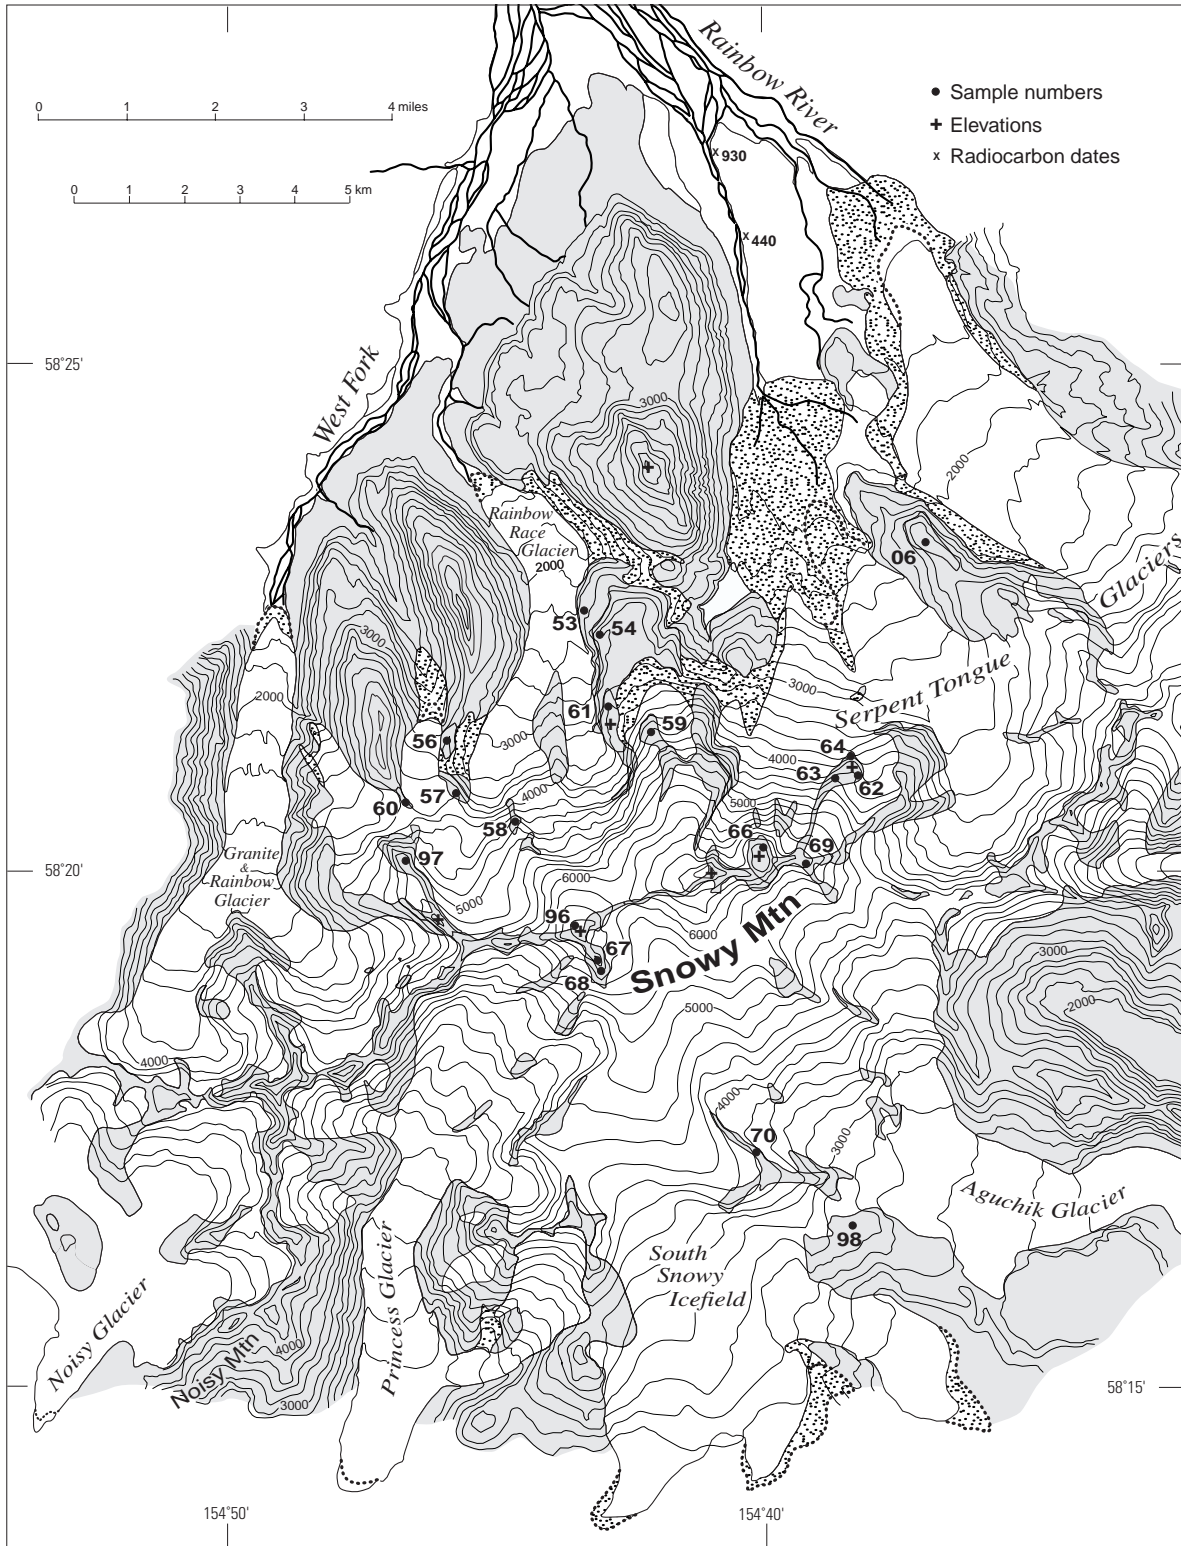 Rainbow River
0 1 2 3 4 miles
0 1 2 3 4 5 km
● Sample numbers
+ Elevations
x Radiocarbon dates
x930
x440
58°25'
West Fork
3000
2000
Rainbow
Race
Glacier
2000
06
Glaciers
53
54
3000
2000
3000
Serpent Tongue
61
59
56
3000
64
4000
63
62
4000
57
60
58
5000
66
69
97
58°20'
Granite
&
Rainbow
Glacier
6000
5000
96
6000
67
68
Snowy Mtn
3000
2000
5000
4000
4000
70
3000
Aguchik Glacier
98
South
Snowy
Icefield
Princess Glacier
Noisy Glacier
Noisy Mtn
4000
3000
58°15'
154°50'
154°40'